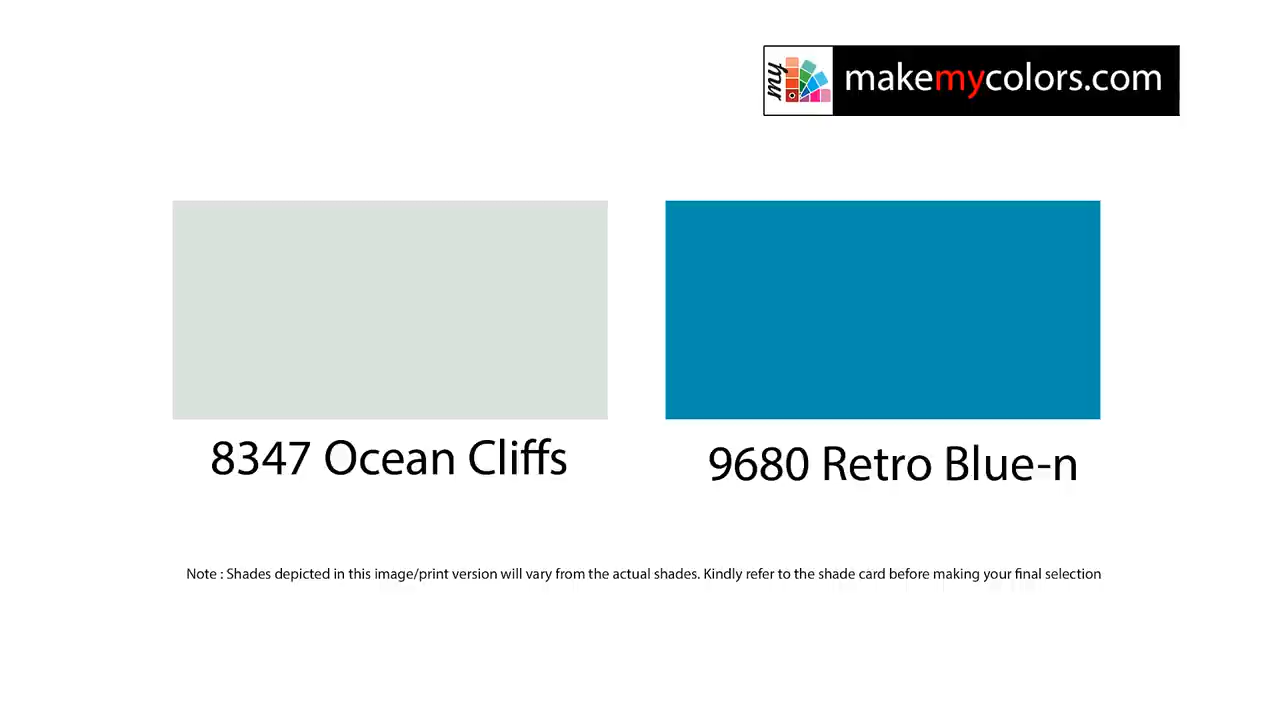 my
makemycolors.com
8347 Ocean Cliffs
9680 Retro Blue-n
Note : Shades depicted in this image/print version will vary from the actual shades. Kindly refer to the shade card before making your final selection